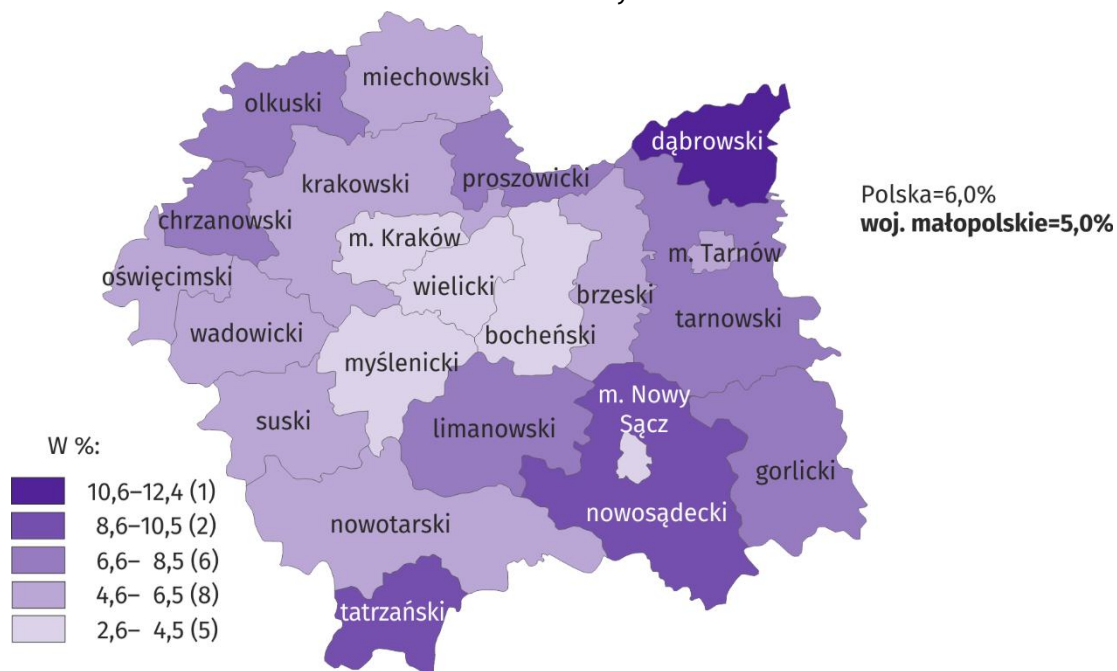 miechowski
olkuski
dąbrowski
krakowski
proszowicki
chrzanowski
m. Kraków
m. Tarnów
oświęcimski
wielicki
brzeski
wadowicki
bocheński
tarnowski
myślenicki
m. Nowy
Sącz
suski
limanowski
gorlicki
nowotarski
nowosądecki
tatrzański
Polska=6,0%
woj. małopolskie=5,0%
W %:
10,6–12,4 (1)
8,6–10,5 (2)
6,6– 8,5 (6)
4,6– 6,5 (8)
2,6– 4,5 (5)